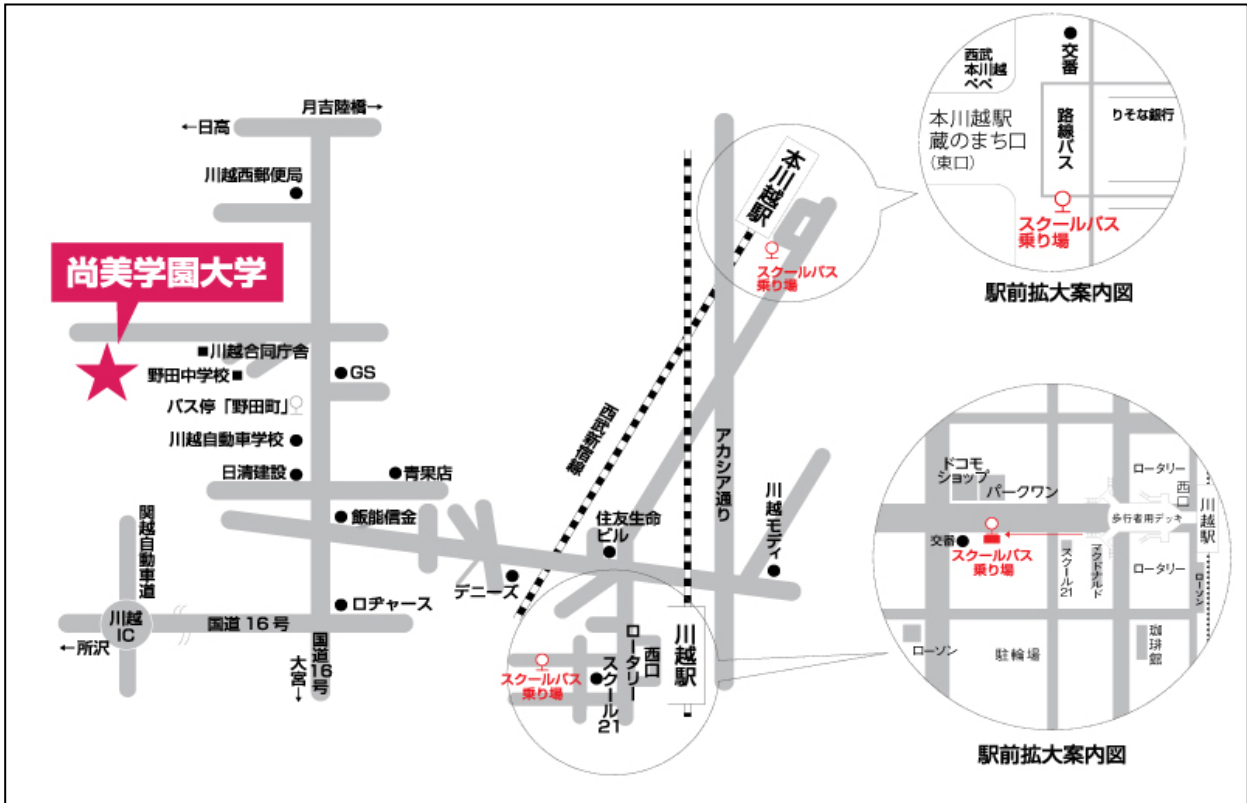 月吉陸橋→
←日高
川越西郵便局
尚美学園大学
■川越合同庁舎
野田中学校■
GS
バス停「野田町」
川越自動車学校
日清建設
青果店
飯能信金
関越自動車道
川越
IC
←所沢
国道16号
ロヂャース
国道16号
大宮→
デニーズ
西武新宿線
住友生命
ビル
アカシア通り
川越モディ
本川越駅
スクールバス
乗り場
スクールバス
乗り場
スクール21
ロータリー
西口
川越駅
西武
本川越
ペペ
交番
本川越駅
蔵のまち口
(東口)
路線バス
りそな銀行
スクールバス
乗り場
駅前拡大案内図
ドコモ
ショップ
パークワン
ロータリー
西口
川越駅
歩行者用デッキ
交番
スクールバス
乗り場
スクール21
マクドナルド
ロータリー
ローソン
ローソン
駐輪場
珈琲館
駅前拡大案内図